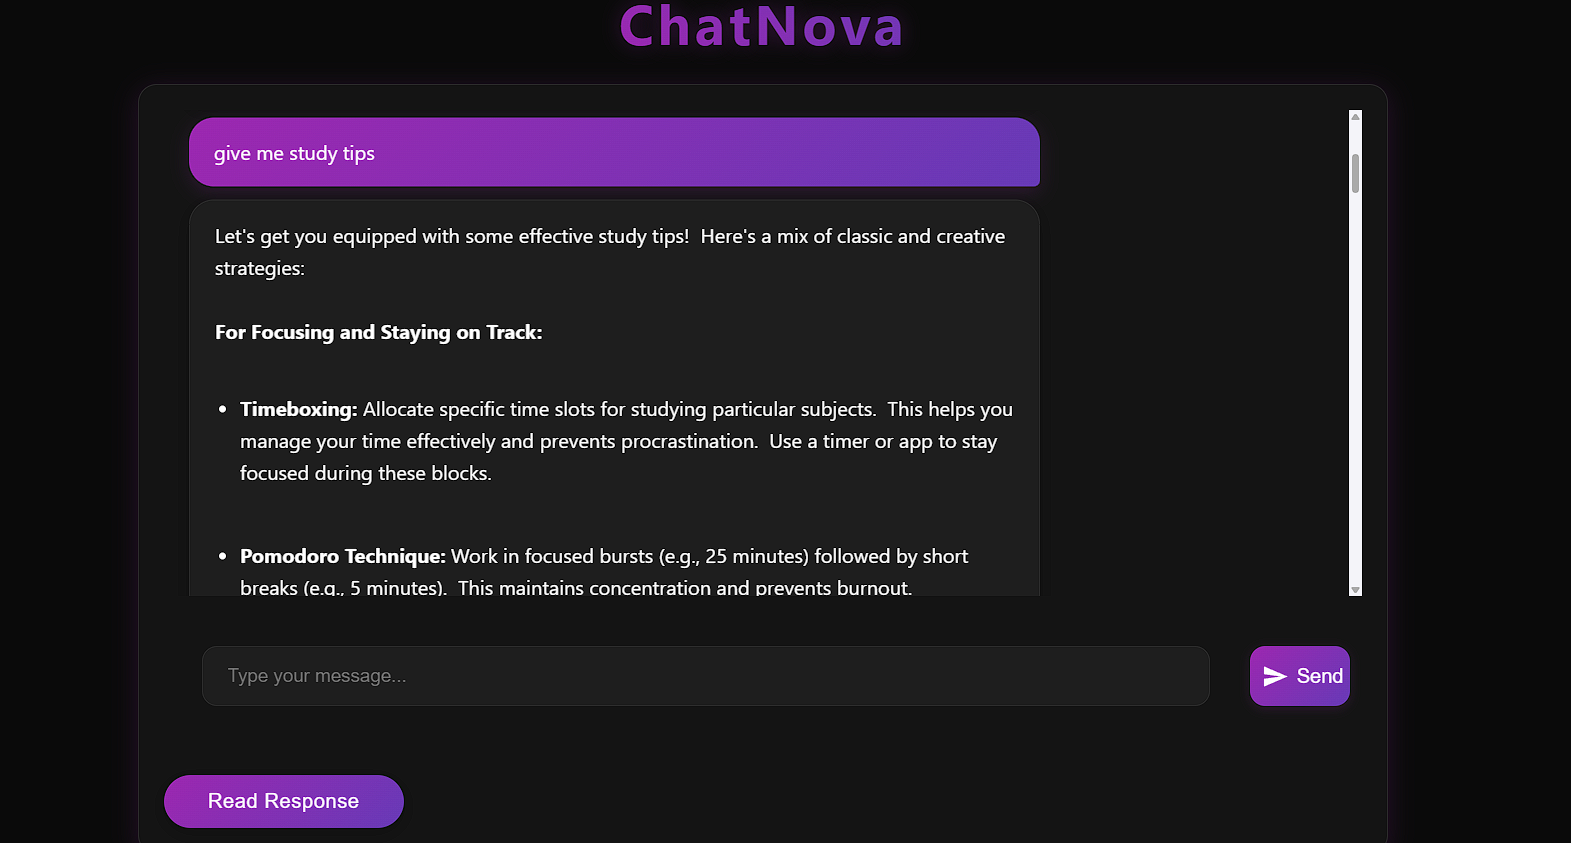 ChatNova
give me study tips
Let's get you equipped with some effective study tips!  Here's a mix of classic and creative
strategies:
For Focusing and Staying on Track:
• Timeboxing: Allocate specific time slots for studying particular subjects.  This helps you
manage your time effectively and prevents procrastination.  Use a timer or app to stay
focused during these blocks.
• Pomodoro Technique: Work in focused bursts (e.g., 25 minutes) followed by short
breaks (e.g., 5 minutes).  This maintains concentration and prevents burnout.
Type your message...
Send
Read Response